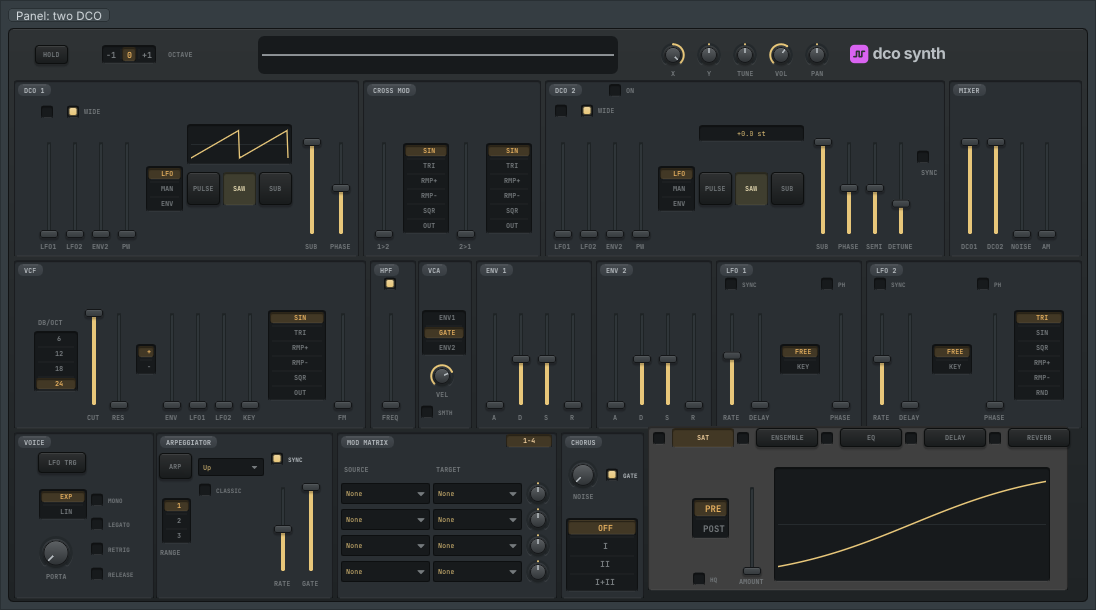 Panel: two DCO
HOLD
-1 0 +1 OCTAVE
X Y TUNE VOL PAN
dco synth
DCO 1
WIDE
LFO
MAN
ENV
PULSE SAW SUB
LFO1 LFO2 ENV2 PW SUB PHASE
CROSS MOD
SIN
TRI
RMP+
RMP-
SQR
OUT
SIN
TRI
RMP+
RMP-
SQR
OUT
1>2 2>1
DCO 2 ON
WIDE
+0.0 st
LFO
MAN
ENV
PULSE SAW SUB
SYNC
LFO1 LFO2 ENV2 PW SUB PHASE SEMI DETUNE
MIXER
DCO1 DCO2 NOISE AM
VCF
DB/OCT
6
12
18
24
+
-
SIN
TRI
RMP+
RMP-
SQR
OUT
CUT RES ENV LFO1 LFO2 KEY FM
HPF
FREQ
VCA
ENV1
GATE
ENV2
VEL
SMTH
ENV 1
A D S R
ENV 2
A D S R
LFO 1
SYNC PH
FREE
KEY
RATE DELAY PHASE
LFO 2
SYNC PH
FREE
KEY
TRI
SIN
SQR
RMP+
RMP-
RND
RATE DELAY PHASE
VOICE
LFO TRG
EXP
LIN
MONO
LEGATO
RETRIG
RELEASE
PORTA
ARPEGGIATOR
ARP
Up
SYNC
CLASSIC
1
2
3
RANGE
RATE GATE
MOD MATRIX 1-4
SOURCE TARGET
None None
None None
None None
None None
CHORUS
GATE
NOISE
OFF
I
II
I+II
SAT ENSEMBLE EQ DELAY REVERB
PRE
POST
HQ AMOUNT